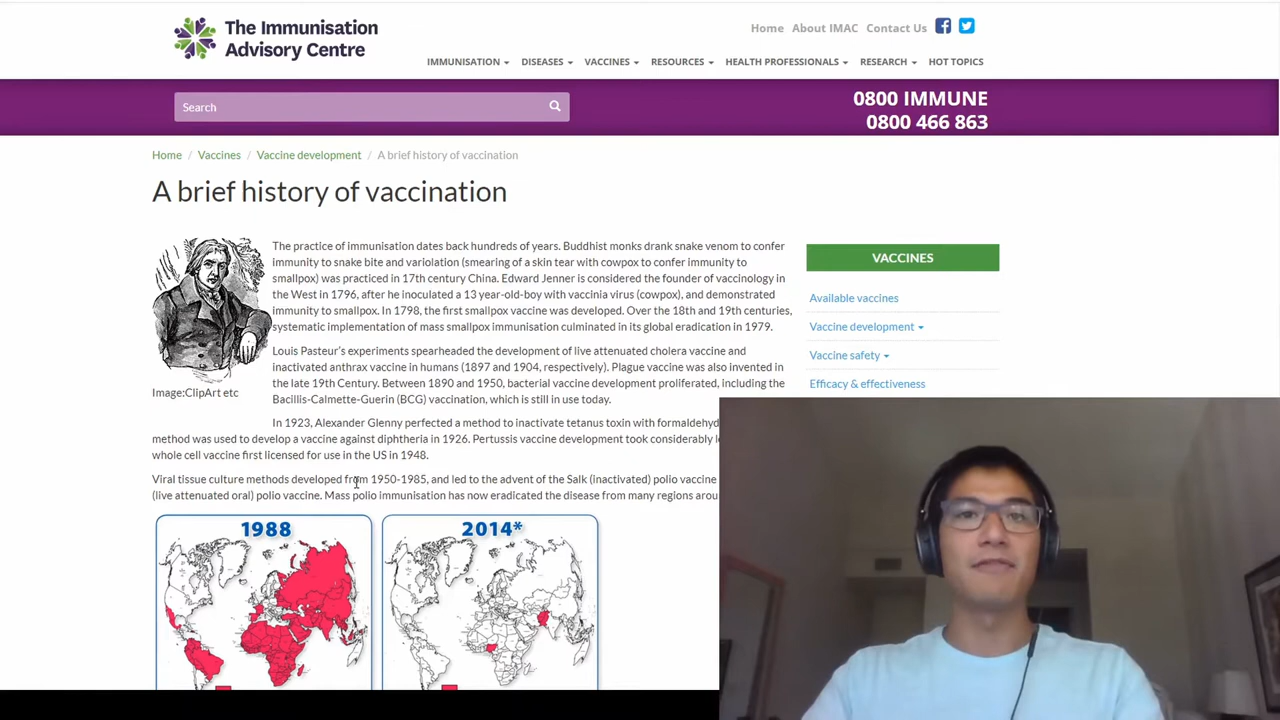 The Immunisation
Advisory Centre
Home About IMAC Contact Us
IMMUNISATION DISEASES VACCINES RESOURCES HEALTH PROFESSIONALS RESEARCH HOT TOPICS
Search
0800 IMMUNE
0800 466 863
Home / Vaccines / Vaccine development / A brief history of vaccination
A brief history of vaccination
The practice of immunisation dates back hundreds of years. Buddhist monks drank snake venom to confer
immunity to snake bite and variolation (smearing of a skin tear with cowpox to confer immunity to
smallpox) was practiced in 17th century China. Edward Jenner is considered the founder of vaccinology in
the West in 1796, after he inoculated a 13 year-old-boy with vaccinia virus (cowpox), and demonstrated
immunity to smallpox. In 1798, the first smallpox vaccine was developed. Over the 18th and 19th centuries,
systematic implementation of mass smallpox immunisation culminated in its global eradication in 1979.
Louis Pasteur's experiments spearheaded the development of live attenuated cholera vaccine and
inactivated anthrax vaccine in humans (1897 and 1904, respectively). Plague vaccine was also invented in
the late 19th Century. Between 1890 and 1950, bacterial vaccine development proliferated, including the
Bacillis-Calmette-Guerin (BCG) vaccination, which is still in use today.
Image:ClipArt etc
In 1923, Alexander Glenny perfected a method to inactivate tetanus toxin with
method was used to develop a vaccine against diphtheria in 1926. Pertussis vaccine development took considerably
whole cell vaccine first licensed for use in the US in 1948.
Viral tissue culture methods developed from 1950-1985, and led to the advent of the Salk (inactivated) polio vaccine
(live attenuated oral) polio vaccine. Mass polio immunisation has now eradicated the disease from many regions
1988
2014*
VACCINES
Available vaccines
Vaccine development
Vaccine safety
Efficacy & effectiveness